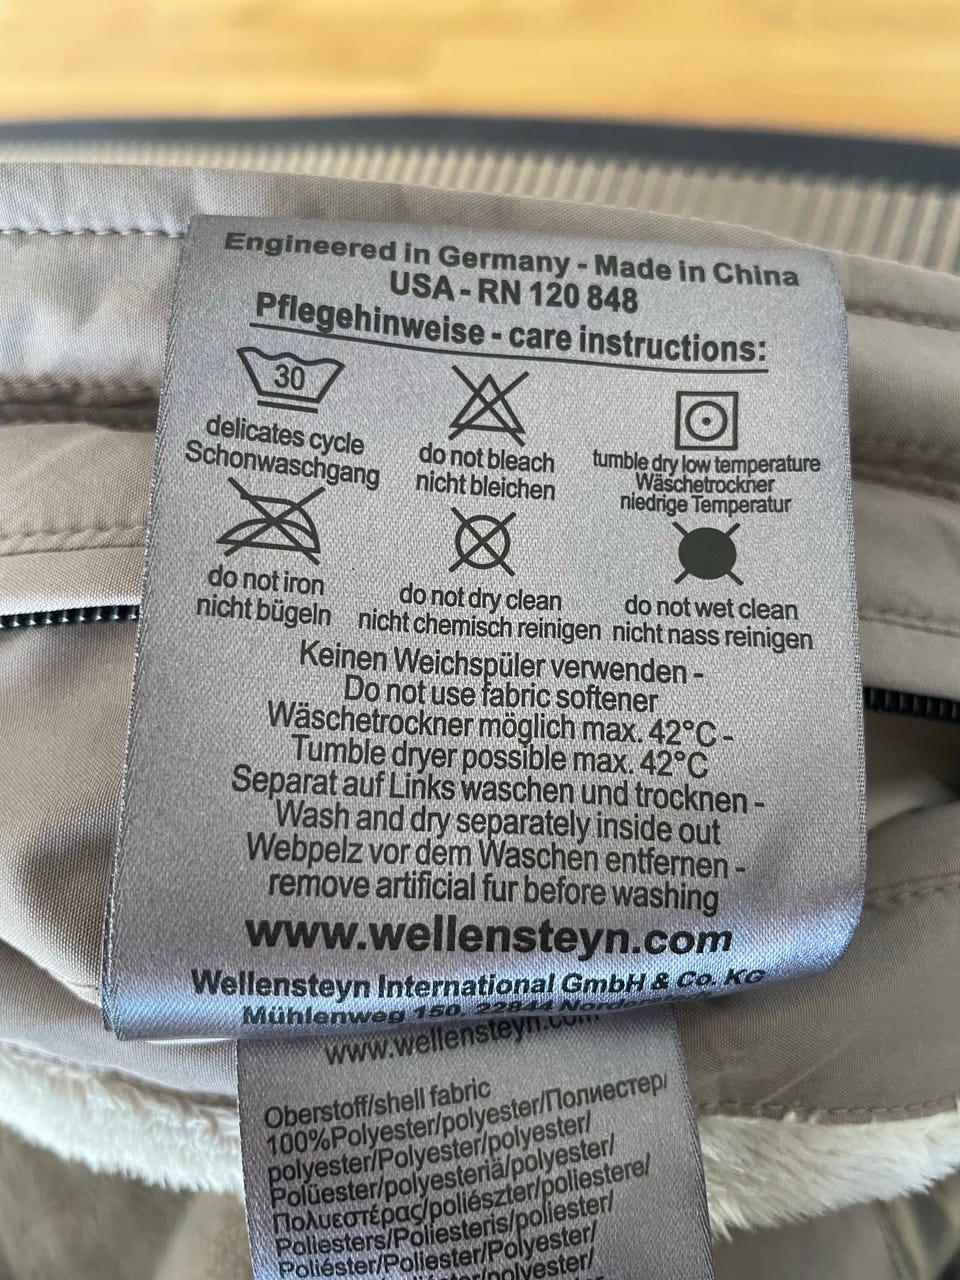 Engineered in Germany - Made in China
USA - RN 120 848
Pflegehinweise - care instructions:
30
delicates cycle
Schonwaschgang
do not bleach
nicht bleichen
tumble dry low temperature
Wäschetrockner
niedrige Temperatur
do not iron
nicht bügeln
do not dry clean
nicht chemisch reinigen
do not wet clean
nicht nass reinigen
Keinen Weichspüler verwenden -
Do not use fabric softener
Wäschetrockner möglich max. 42°C -
Tumble dryer possible max. 42°C
Separat auf Links waschen und trocknen -
Wash and dry separately inside out
Webpelz vor dem Waschen entfernen -
remove artificial fur before washing
www.wellensteyn.com
Wellensteyn International GmbH & Co. KG
Mühlenweg 150, 22844
www.wellensteyn.com
Oberstoff/shell fabric
100%Polyester/polyester/Полиестер/
polyester/Polyester/polyester/
Polüester/polyesteriä/polyester/
Πολυεστέρας/poliészter/poliestere/
Poliesters/Poliesteris/poliester/
Poliéster/Poliester/Polyester/